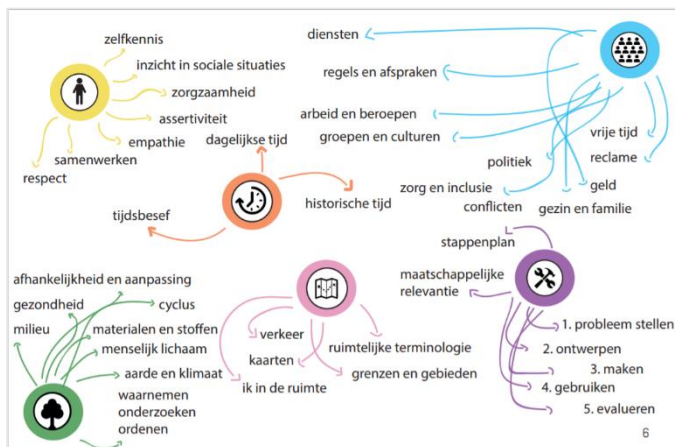 zelfkennis
inzicht in sociale situaties
zorgzaamheid
assertiviteit
empathie
samenwerken
respect
dagelijkse tijd
historische tijd
tijdsbesef
diensten
regels en afspraken
arbeid en beroepen
groepen en culturen
politiek
zorg en inclusie
conflicten
gezin en familie
geld
reclame
vrije tijd
afhankelijkheid en aanpassing
gezondheid
cyclus
milieu
materialen en stoffen
menselijk lichaam
aarde en klimaat
waarnemen
onderzoeken
ordenen
verkeer
kaarten
ik in de ruimte
ruimtelijke terminologie
grenzen en gebieden
stappenplan
maatschappelijke
relevantie
1. probleem stellen
2. ontwerpen
3. maken
4. gebruiken
5. evalueren
6